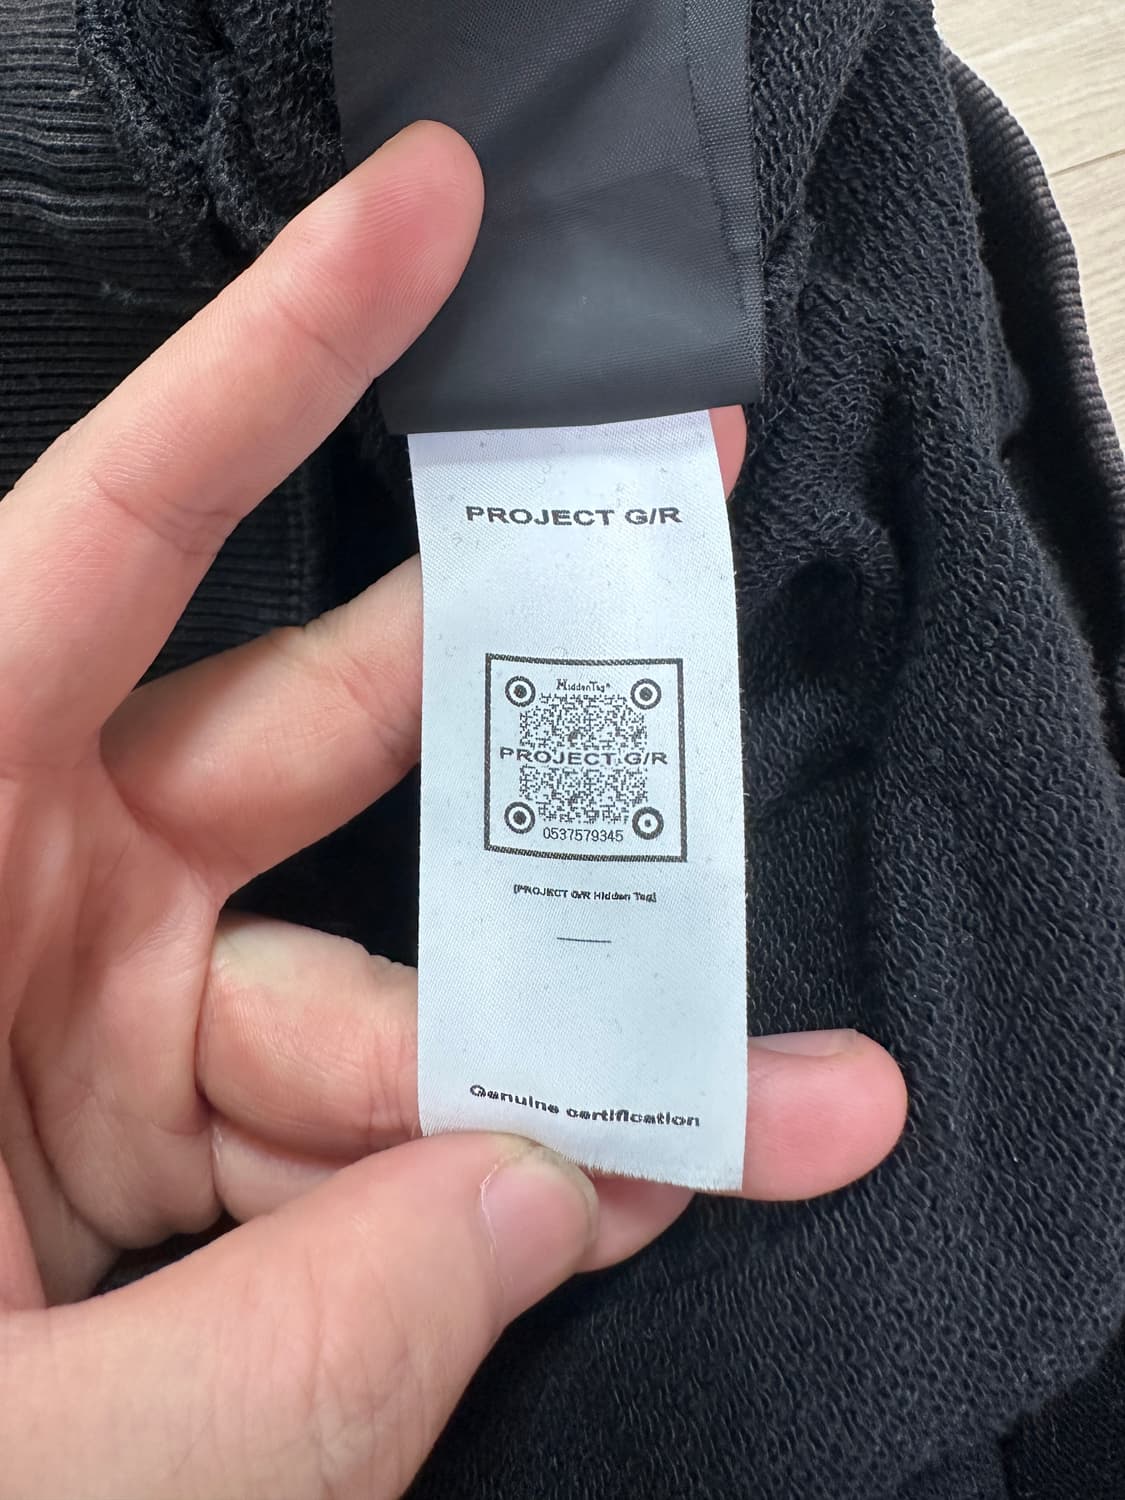 PROJECT G/R
HiddenTag®
PROJECT G/R
0537579345
[PROJECT G/R Hidden Tag]
Genuine certification